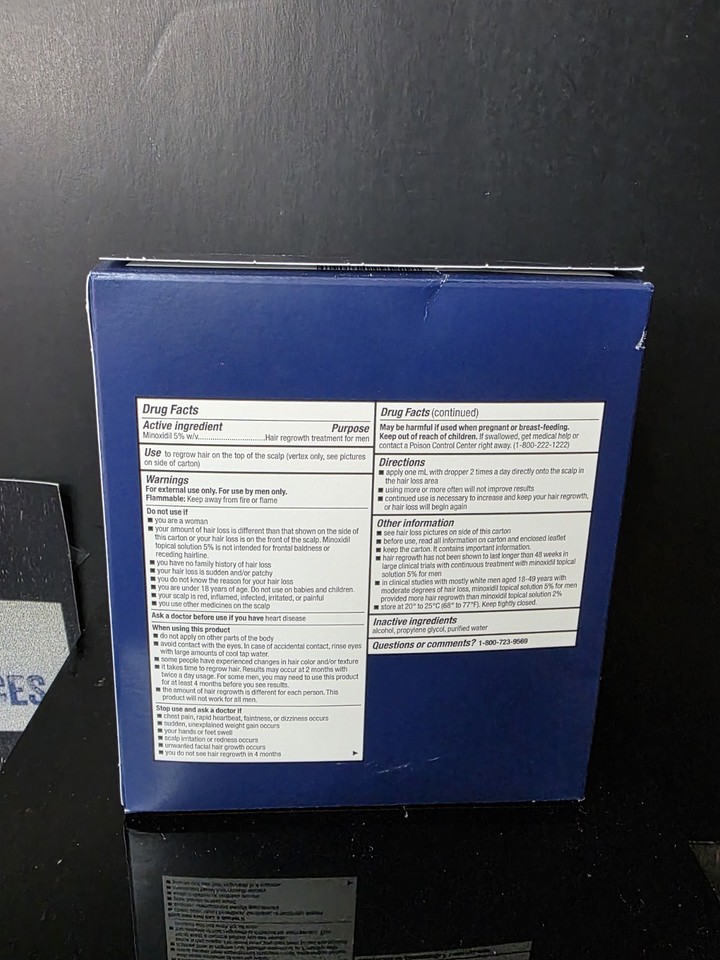 Drug Facts
Active ingredient Purpose
Minoxidil 5% w/v..............................Hair regrowth treatment for men
Use to regrow hair on the top of the scalp (vertex only, see pictures
on side of carton)
Warnings
For external use only. For use by men only.
Flammable: Keep away from fire or flame
Do not use if
■ you are a woman
■ your amount of hair loss is different than that shown on the side of
this carton or your hair loss is on the front of the scalp. Minoxidil
topical solution 5% is not intended for frontal baldness or
receding hairline.
■ you have no family history of hair loss
■ your hair loss is sudden and/or patchy
■ you do not know the reason for your hair loss
■ you are under 18 years of age. Do not use on babies and children.
■ your scalp is red, inflamed, infected, irritated, or painful
■ you use other medicines on the scalp
Ask a doctor before use if you have heart disease
When using this product
■ do not apply on other parts of the body
■ avoid contact with the eyes. In case of accidental contact, rinse eyes
with large amounts of cool tap water.
■ some people have experienced changes in hair color and/or texture
■ it takes time to regrow hair. Results may occur at 2 months with
twice a day usage. For some men, you may need to use this product
for at least 4 months before you see results.
■ the amount of hair regrowth is different for each person. This
product will not work for all men.
Stop use and ask a doctor if
■ chest pain, rapid heartbeat, faintness, or dizziness occurs
■ sudden, unexplained weight gain occurs
■ your hands or feet swell
■ scalp irritation or redness occurs
■ unwanted facial hair growth occurs
■ you do not see hair regrowth in 4 months
Drug Facts (continued)
May be harmful if used when pregnant or breast-feeding.
Keep out of reach of children. If swallowed, get medical help or
contact a Poison Control Center right away. (1-800-222-1222)
Directions
■ apply one mL with dropper 2 times a day directly onto the scalp in
the hair loss area
■ using more or more often will not improve results
■ continued use is necessary to increase and keep your hair regrowth,
or hair loss will begin again
Other information
■ see hair loss pictures on side of this carton
■ before use, read all information on carton and enclosed leaflet
■ keep the carton. It contains important information.
■ hair regrowth has not been shown to last longer than 48 weeks in
large clinical trials with continuous treatment with minoxidil topical
solution 5% for men
■ in clinical studies with mostly white men aged 18-49 years with
moderate degrees of hair loss, minoxidil topical solution 5% for men
provided more hair regrowth than minoxidil topical solution 2%
■ store at 20° to 25°C (68° to 77°F). Keep tightly closed.
Inactive ingredients
alcohol, propylene glycol, purified water
Questions or comments? 1-800-723-9569